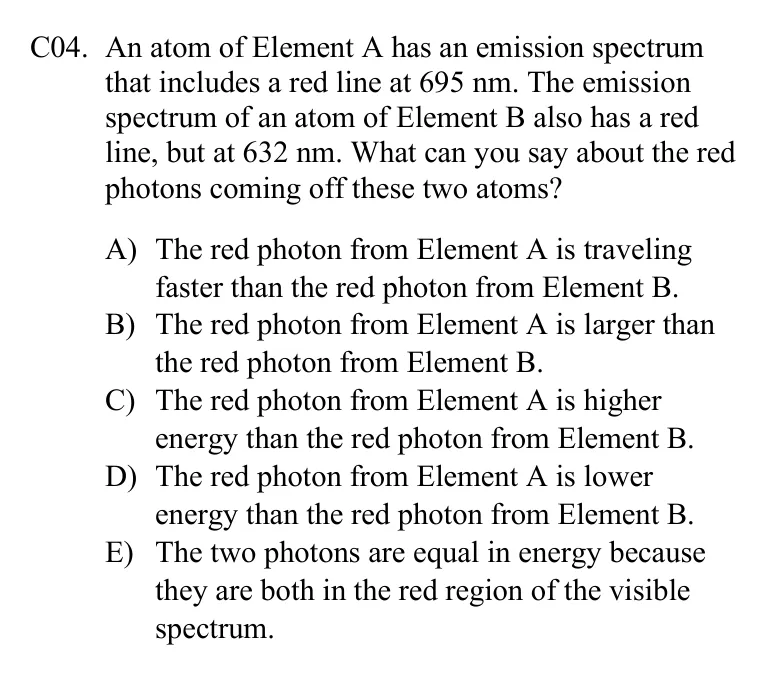 C04. An atom of Element A has an emission spectrum
that includes a red line at 695 nm. The emission
spectrum of an atom of Element B also has a red
line, but at 632 nm. What can you say about the red
photons coming off these two atoms?
A) The red photon from Element A is traveling
faster than the red photon from Element B.
B) The red photon from Element A is larger than
the red photon from Element B.
C) The red photon from Element A is higher
energy than the red photon from Element B.
D) The red photon from Element A is lower
energy than the red photon from Element B.
E) The two photons are equal in energy because
they are both in the red region of the visible
spectrum.